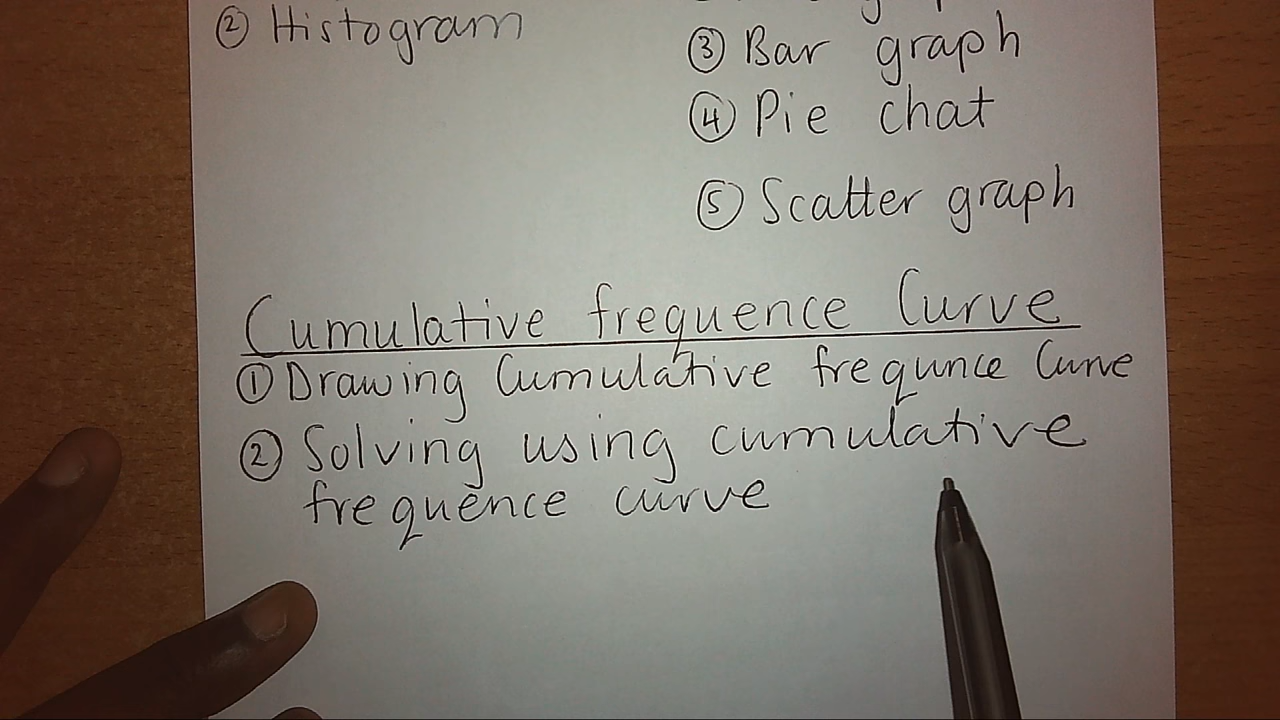 ② Histogram
③ Bar graph
④ Pie chat
⑤ Scatter graph
Cumulative frequence Curve
① Drawing Cumulative frequnce Curve
② Solving using cumulative
frequence curve